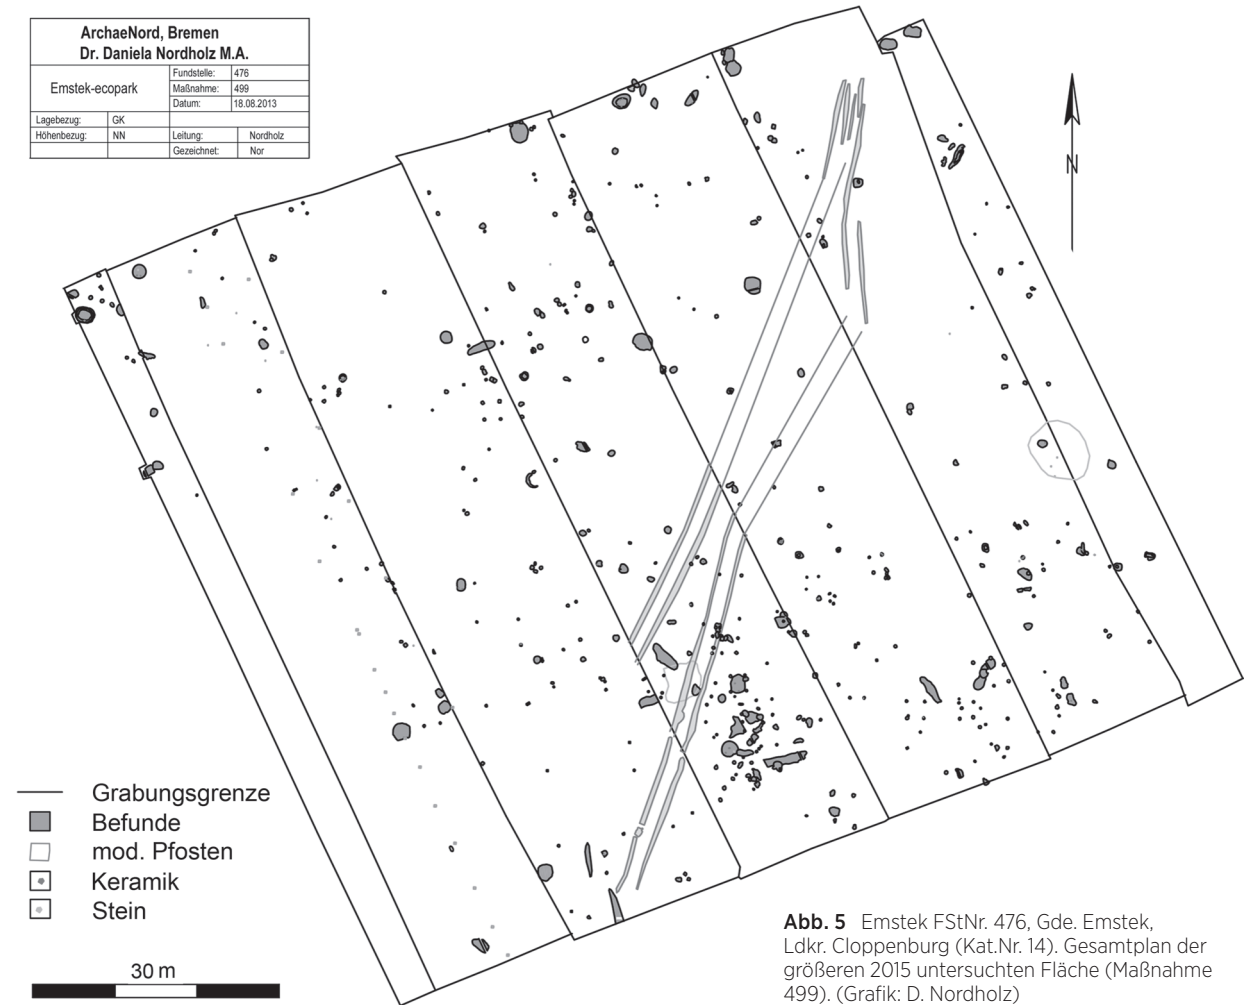 ArchaeNord, Bremen
Dr. Daniela Nordholz M.A.
Emstek-ecopark
Fundstelle: 476
Maßnahme: 499
Datum: 18.08.2013
Lagebezug: GK
Höhenbezug: NN Leitung: Nordholz
Gezeichnet: Nor
N
Grabungsgrenze
Befunde
mod. Pfosten
Keramik
Stein
30 m
Abb. 5 Emstek FStNr. 476, Gde. Emstek,
Ldkr. Cloppenburg (Kat.Nr. 14). Gesamtplan der
größeren 2015 untersuchten Fläche (Maßnahme
499). (Grafik: D. Nordholz)